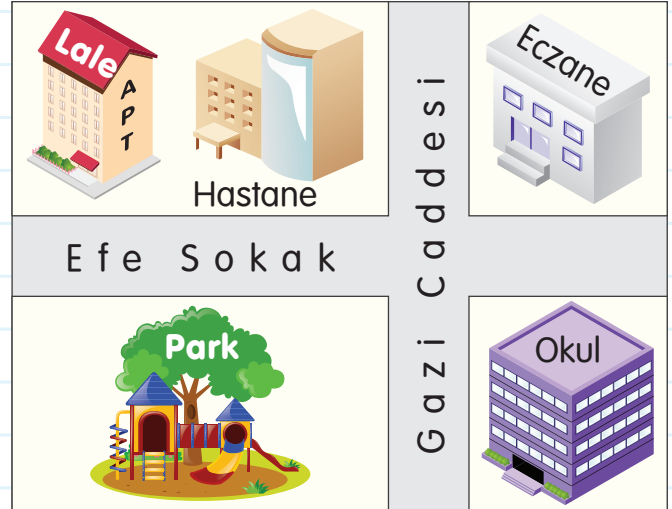 Lale
APT
Hastane
Eczane
Efe Sokak
Gazi Caddesi
Park
Okul